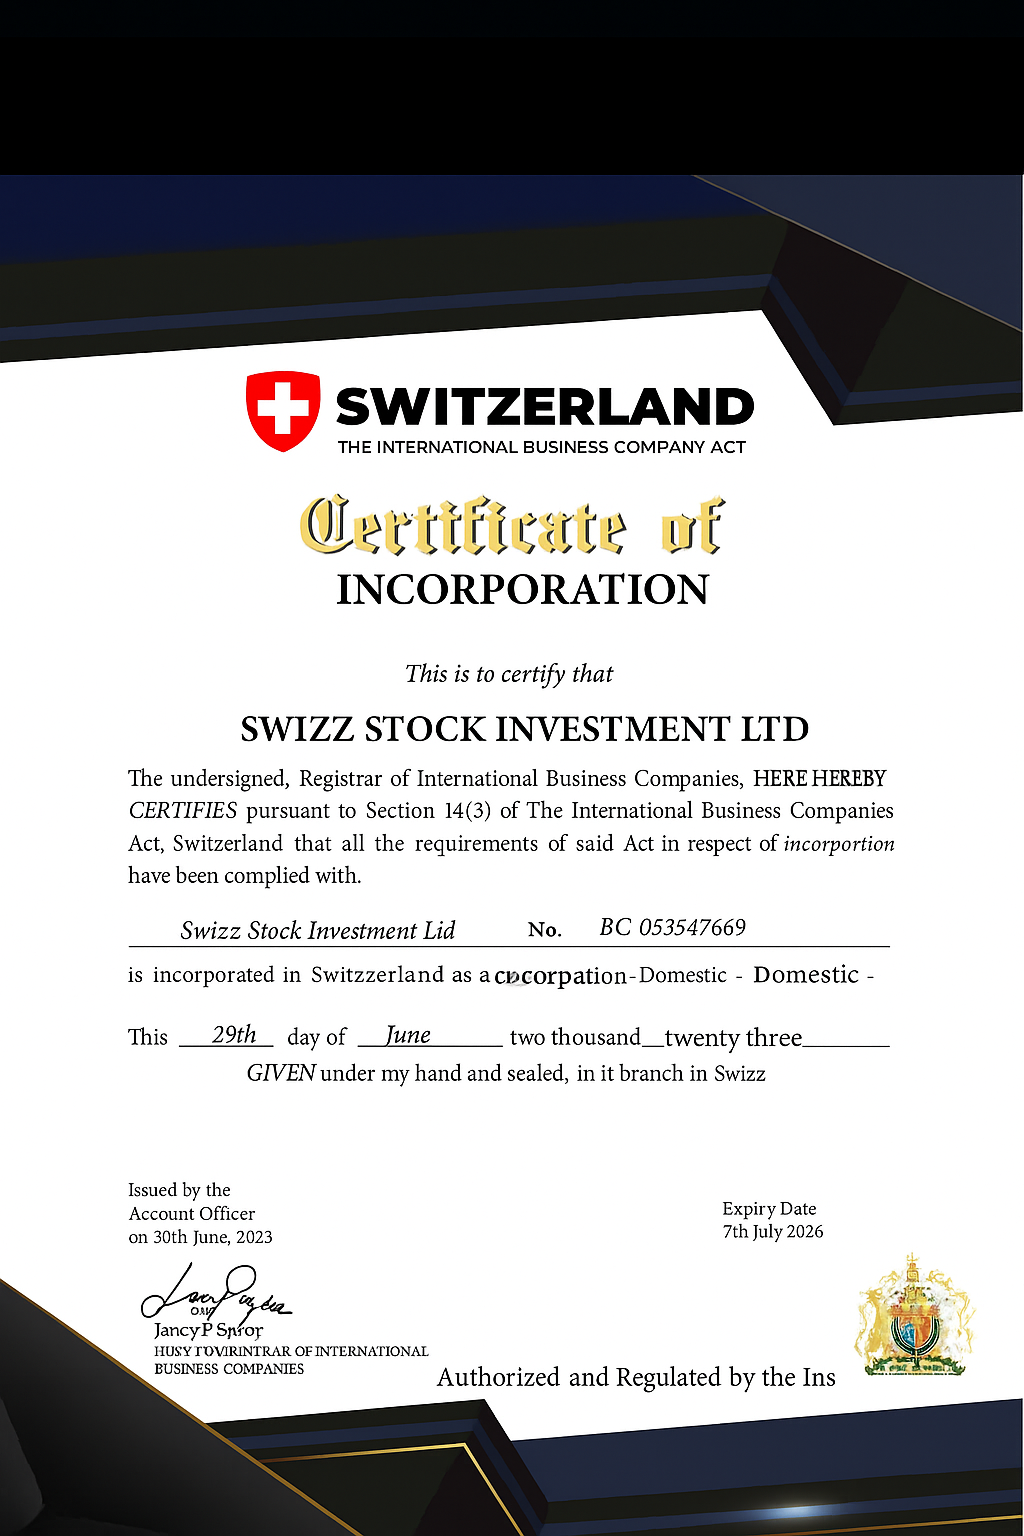 SWITZERLAND
THE INTERNATIONAL BUSINESS COMPANY ACT
Certificate of
INCORPORATION
This is to certify that
SWIZZ STOCK INVESTMENT LTD
The undersigned, Registrar of International Business Companies, HERE HEREBY
CERTIFIES pursuant to Section 14(3) of The International Business Companies
Act, Switzerland that all the requirements of said Act in respect of incorportion
have been complied with.
Swizz Stock Investment Lid No. BC 053547669
is incorporated in Switzzerland as a cncorpation-Domestic - Domestic -
This 29th day of June two thousand twenty three
GIVEN under my hand and sealed, in it branch in Swizz
Issued by the
Account Officer
on 30th June, 2023
Expiry Date
7th July 2026
Jancy P
OF INTERNATIONAL
BUSINESS COMPANIES
Authorized and Regulated by the Ins